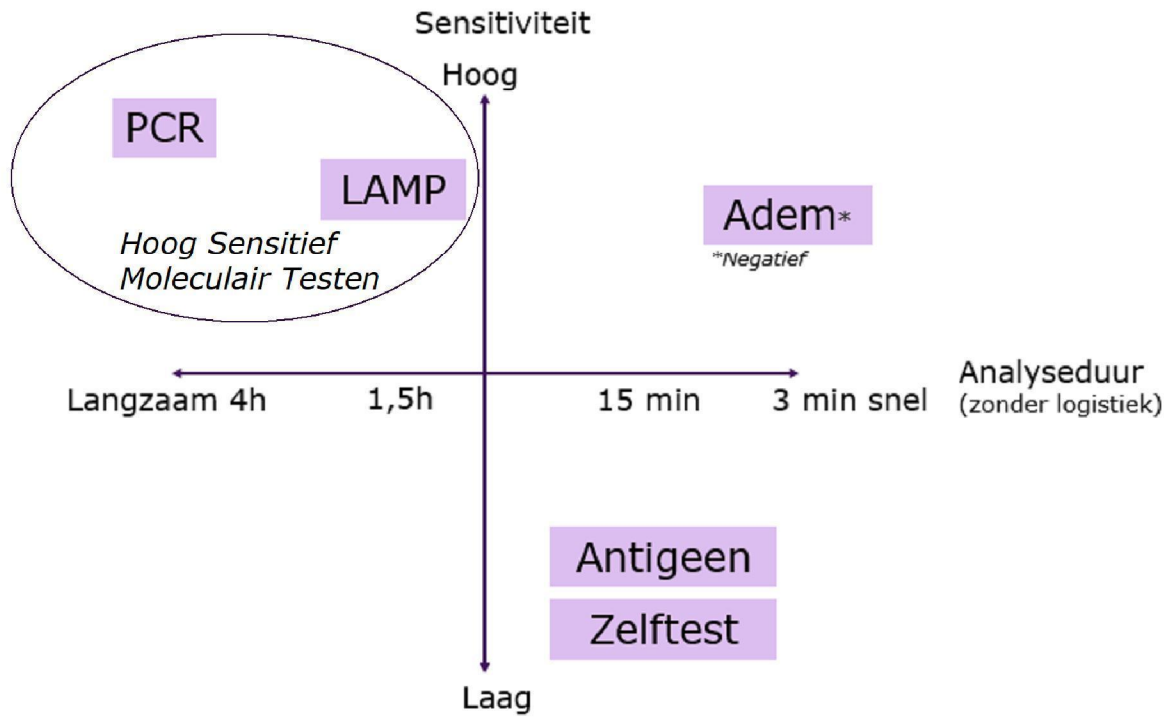 Sensitiviteit
Hoog
PCR
LAMP
Hoog Sensitief
Moleculair Testen
Adem*
*Negatief
Langzaam 4h
1,5h
15 min
3 min snel
Analyseduur
(zonder logistiek)
Antigeen
Zelftest
Laag